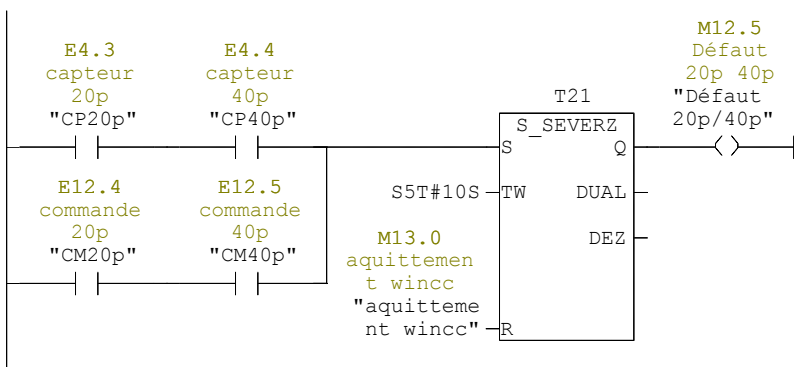 M12.5
Défaut
20p 40p
"Défaut
20p/40p"
E4.3
capteur
20p
"CP20p"
E4.4
capteur
40p
"CP40p"
T21
S_SEVERZ
S
Q
E12.4
commande
20p
"CM20p"
E12.5
commande
40p
"CM40p"
S5T#10S
TW
DUAL
DEZ
M13.0
aquittemen
t wincc
"aquitteme
nt wincc"
R